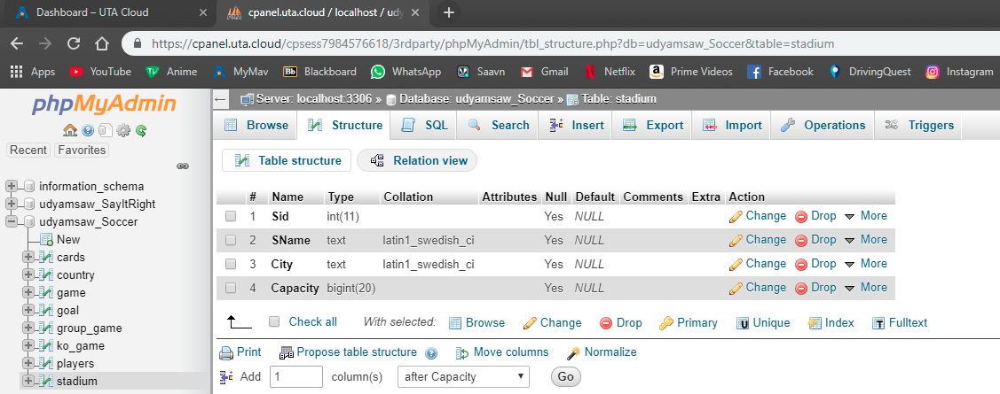 Dashboard – UTA Cloud × cpanel.uta.cloud / localhost / udy ×
https://cpanel.uta.cloud/cpsess7984576618/3rdparty/phpMyAdmin/tbl_structure.php?db=udyamsaw_Soccer&table=stadium
Apps YouTube Tv Anime MyMav Bb Blackboard WhatsApp Saavn Gmail Netflix a Prime Videos Facebook DrivingQuest Instagram
phpMyAdmin
Recent Favorites
information_schema
udyamsaw_SayItRight
udyamsaw_Soccer
New
cards
country
game
goal
group_game
ko_game
players
stadium
Server: localhost:3306 » Database: udyamsaw_Soccer » Table: stadium
Browse Structure SQL Search Insert Export Import Operations Triggers
Table structure Relation view
# Name Type Collation Attributes Null Default Comments Extra Action
1 Sid int(11) Yes NULL Change Drop More
2 SName text latin1_swedish_ci Yes NULL Change Drop More
3 City text latin1_swedish_ci Yes NULL Change Drop More
4 Capacity bigint(20) Yes NULL Change Drop More
Check all With selected: Browse Change Drop Primary Unique Index Fulltext
Print Propose table structure Move columns Normalize
Add 1 column(s) after Capacity Go